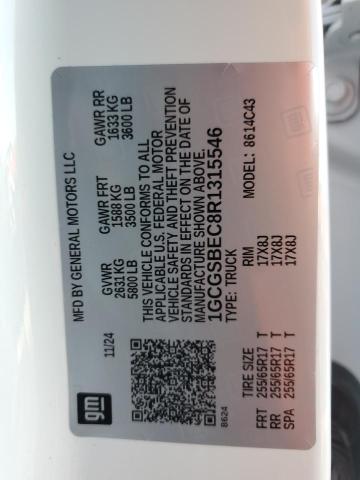 MFD BY GENERAL MOTORS LLC
GVWR
2631 KG
5800 LB
GAWR FRT
1588 KG
3500 LB
GAWR RR
1633 KG
3600 LB
11/24
THIS VEHICLE CONFORMS TO ALL
APPLICABLE U.S. FEDERAL MOTOR
VEHICLE SAFETY AND THEFT PREVENTION
STANDARDS IN EFFECT ON THE DATE OF
MANUFACTURE SHOWN ABOVE.
1GCGSBEC8R1315546
TYPE: TRUCK
MODEL: 8614C43
gm
8624
TIRE SIZE RIM
FRT 255/65R17 T 17X8J
RR 255/65R17 T 17X8J
SPA 255/65R17 T 17X8J